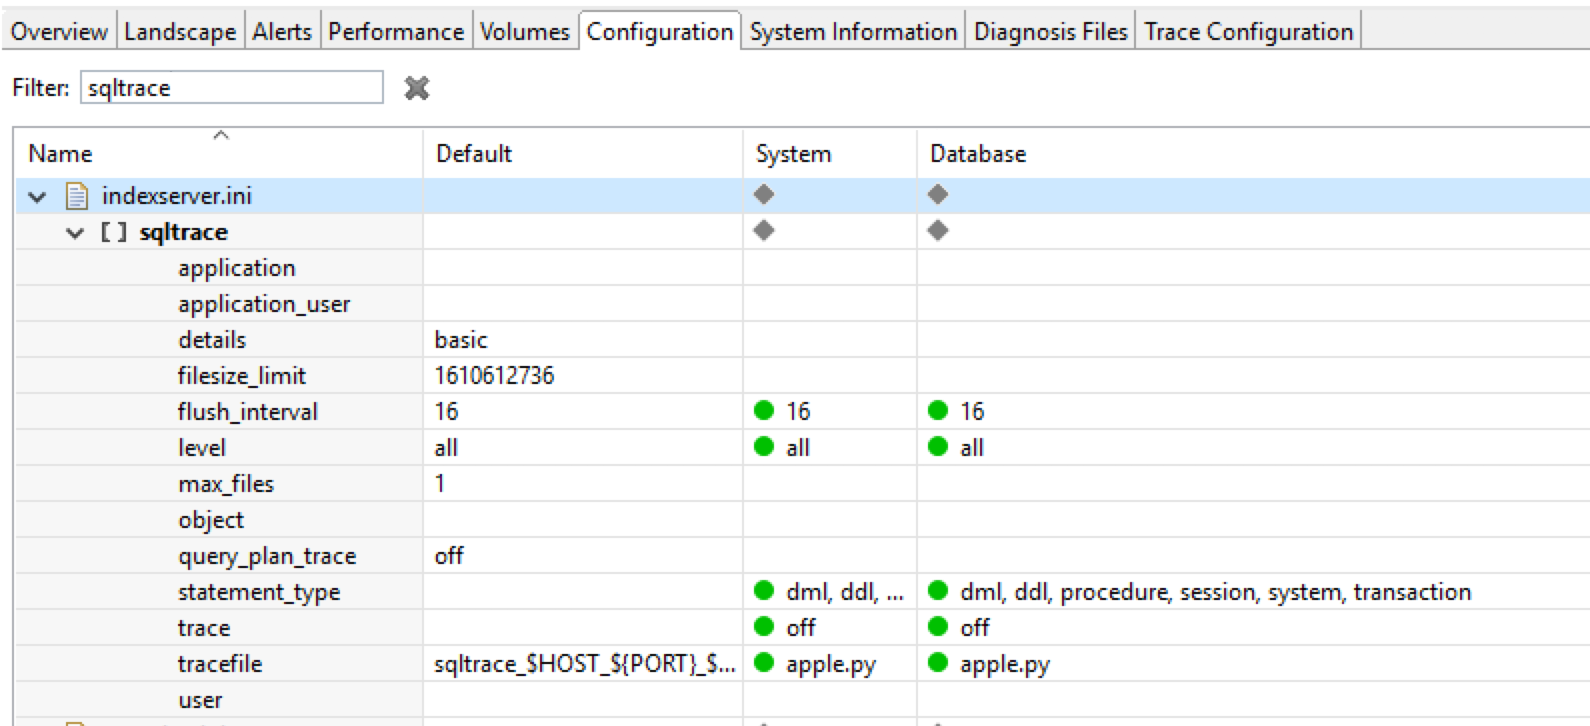 Overview Landscape Alerts Performance Volumes Configuration System Information Diagnosis Files Trace Configuration
Filter: sqltrace
Name Default System Database
indexserver.ini
[ ] sqltrace
application
application_user
details basic
filesize_limit 1610612736
flush_interval 16 16 16
level all all all
max_files 1
object
query_plan_trace off
statement_type dml, ddl, ... dml, ddl, procedure, session, system, transaction
trace off off
tracefile sqltrace_$HOST_${PORT}_$... apple.py apple.py
user